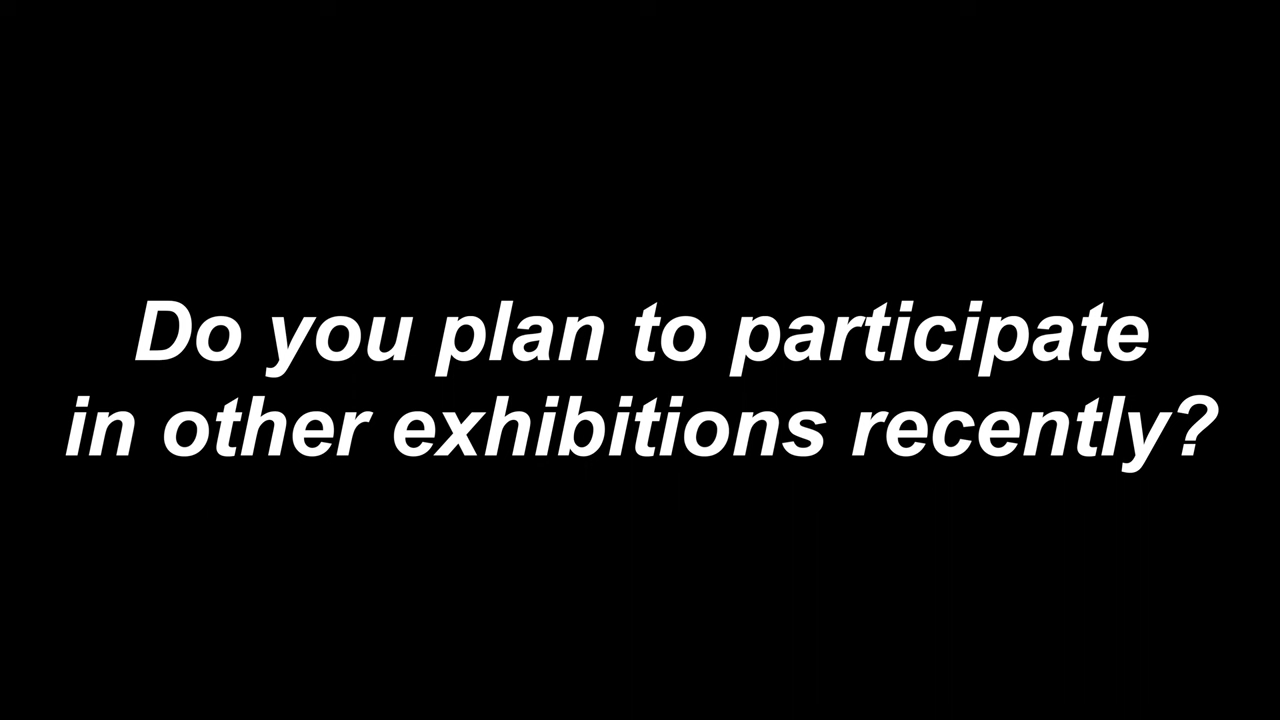 Do you plan to participate
in other exhibitions recently?